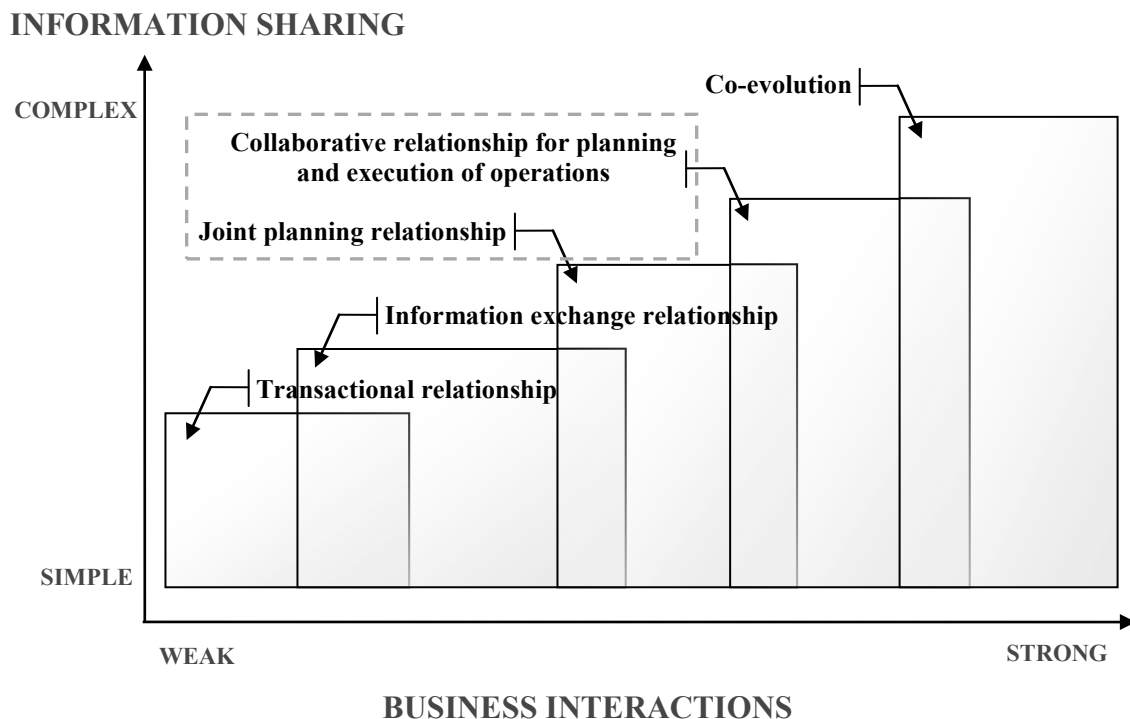 INFORMATION SHARING
COMPLEX
Co-evolution
Collaborative relationship for planning
and execution of operations
Joint planning relationship
Information exchange relationship
Transactional relationship
SIMPLE
WEAK
STRONG
BUSINESS INTERACTIONS